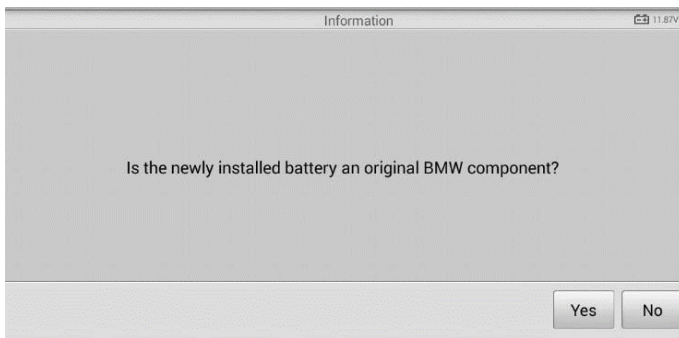 Information
11.87V
Is the newly installed battery an original BMW component?
Yes
No